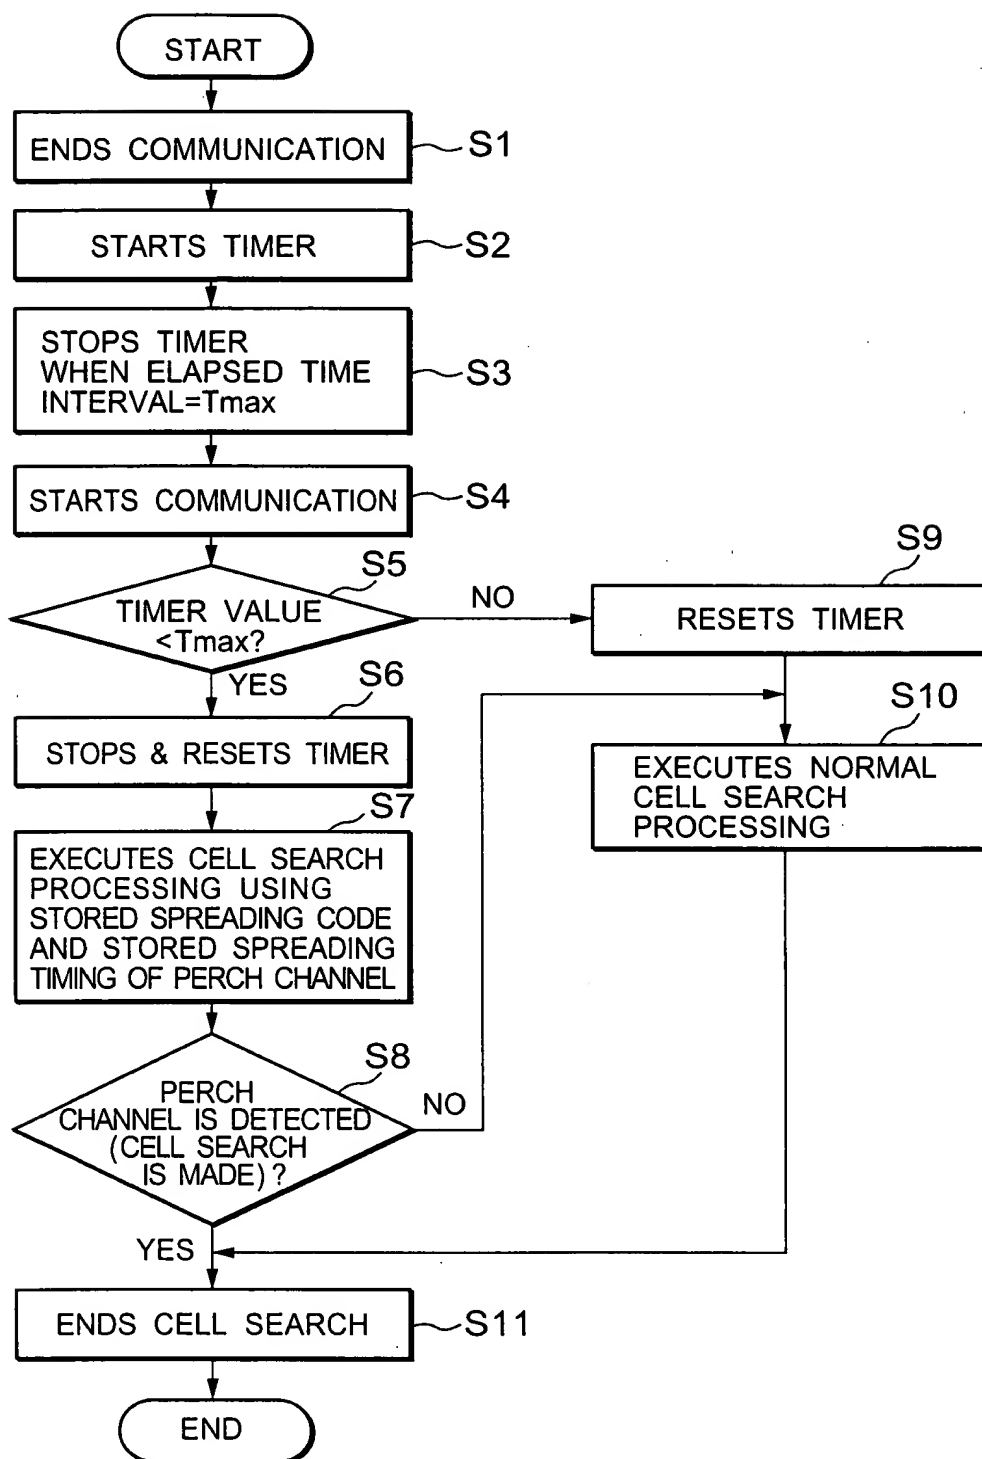 START
ENDS COMMUNICATION
S1
STARTS TIMER
S2
STOPS TIMER
WHEN ELAPSED TIME
INTERVAL=Tmax
S3
STARTS COMMUNICATION
S4
S5
TIMER VALUE
<Tmax?
NO
YES
S9
RESETS TIMER
S6
STOPS & RESETS TIMER
S10
EXECUTES NORMAL
CELL SEARCH
PROCESSING
S7
EXECUTES CELL SEARCH
PROCESSING USING
STORED SPREADING CODE
AND STORED SPREADING
TIMING OF PERCH CHANNEL
S8
PERCH
CHANNEL IS DETECTED
(CELL SEARCH
IS MADE)?
NO
YES
ENDS CELL SEARCH
S11
END